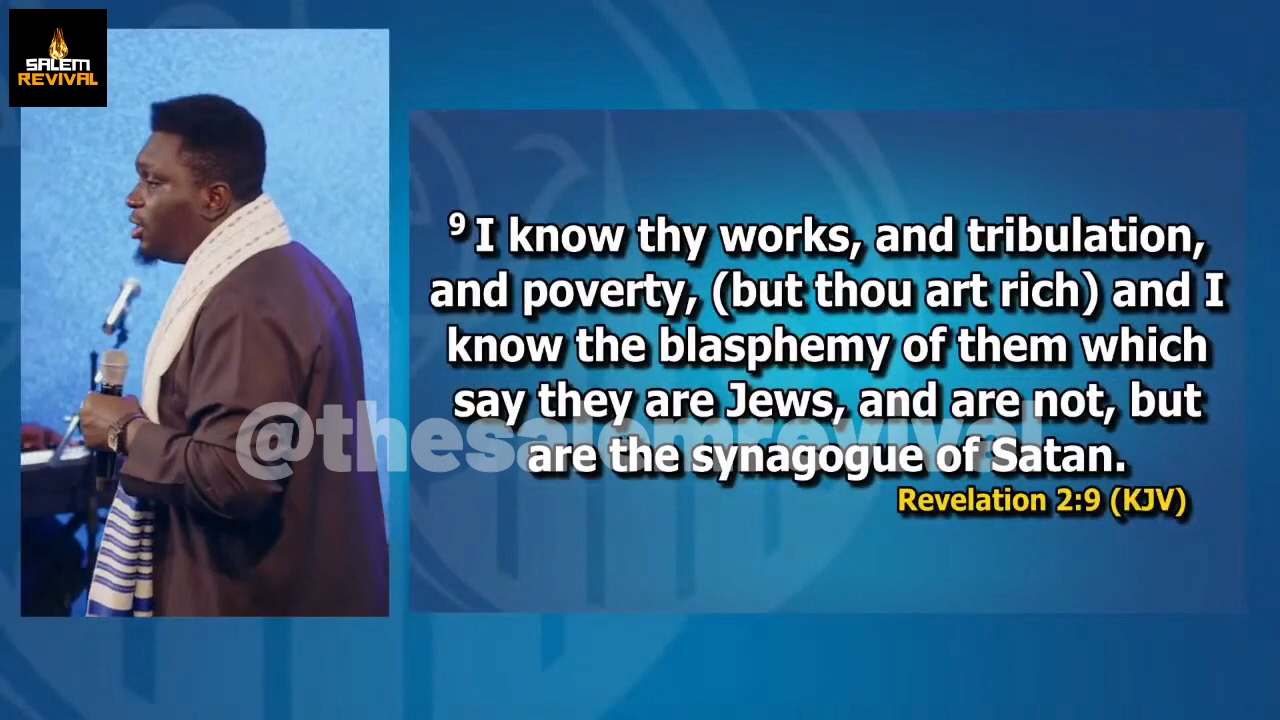 SALEM
REVIVAL
9 I know thy works, and tribulation,
and poverty, (but thou art rich) and I
know the blasphemy of them which
say they are Jews, and are not, but
are the synagogue of Satan.
Revelation 2:9 (KJV)
@thesalemrevival